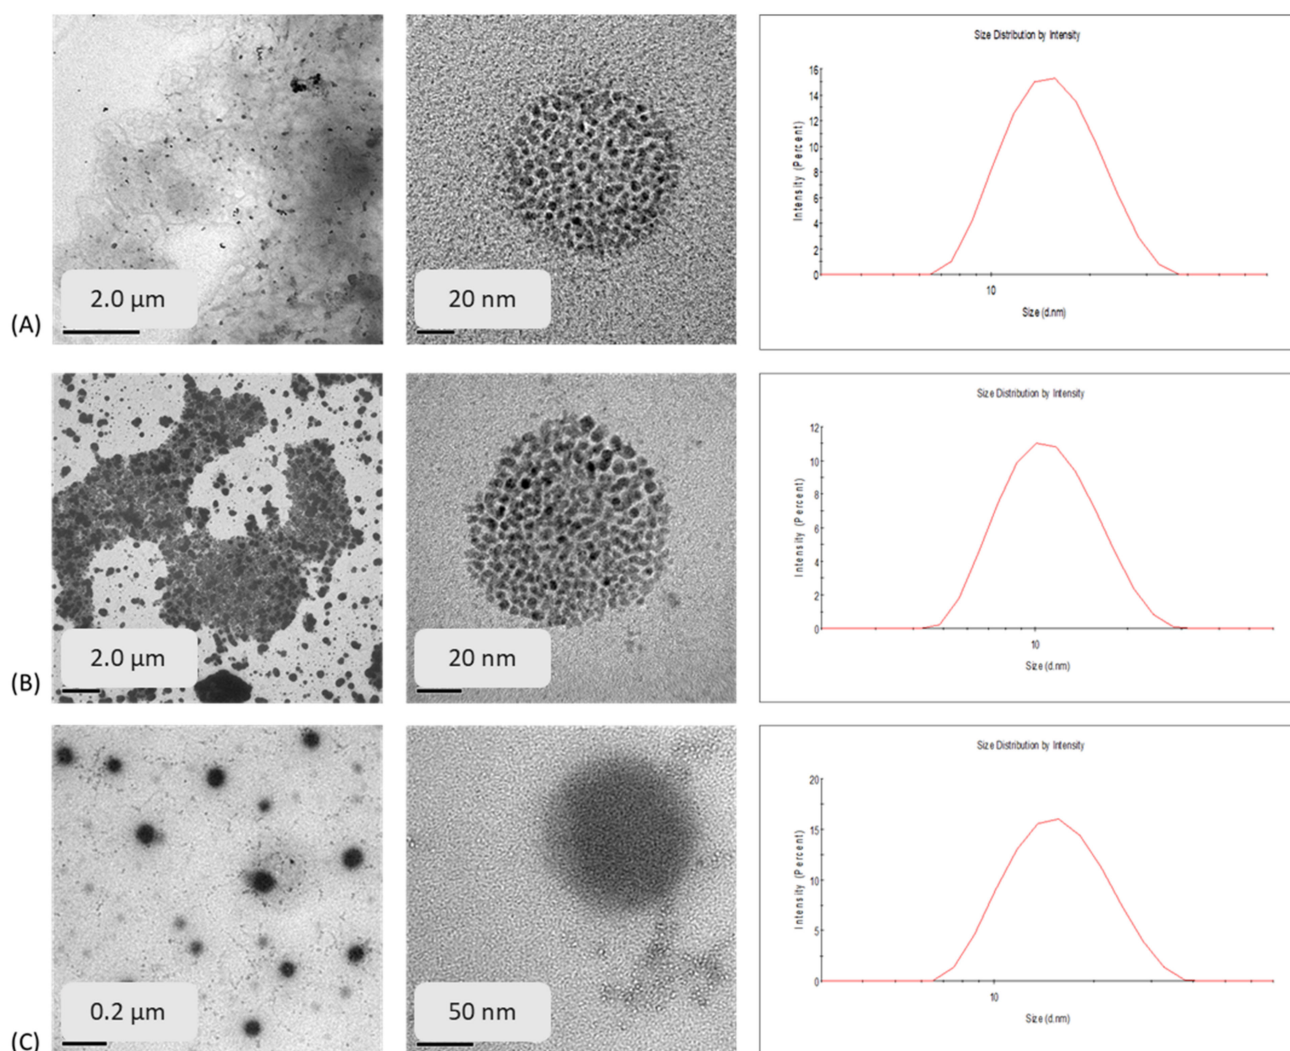 Size Distribution by Intensity
16
14
12
10
8
6
4
2
0
Intensity (Percent)
10
Size (d.nm)
2.0 µm
20 nm
(A)
Size Distribution by Intensity
12
10
8
6
4
2
0
Intensity (Percent)
10
Size (d.nm)
2.0 µm
20 nm
(B)
Size Distribution by Intensity
20
15
10
5
0
Intensity (Percent)
10
Size (d.nm)
0.2 µm
50 nm
(C)